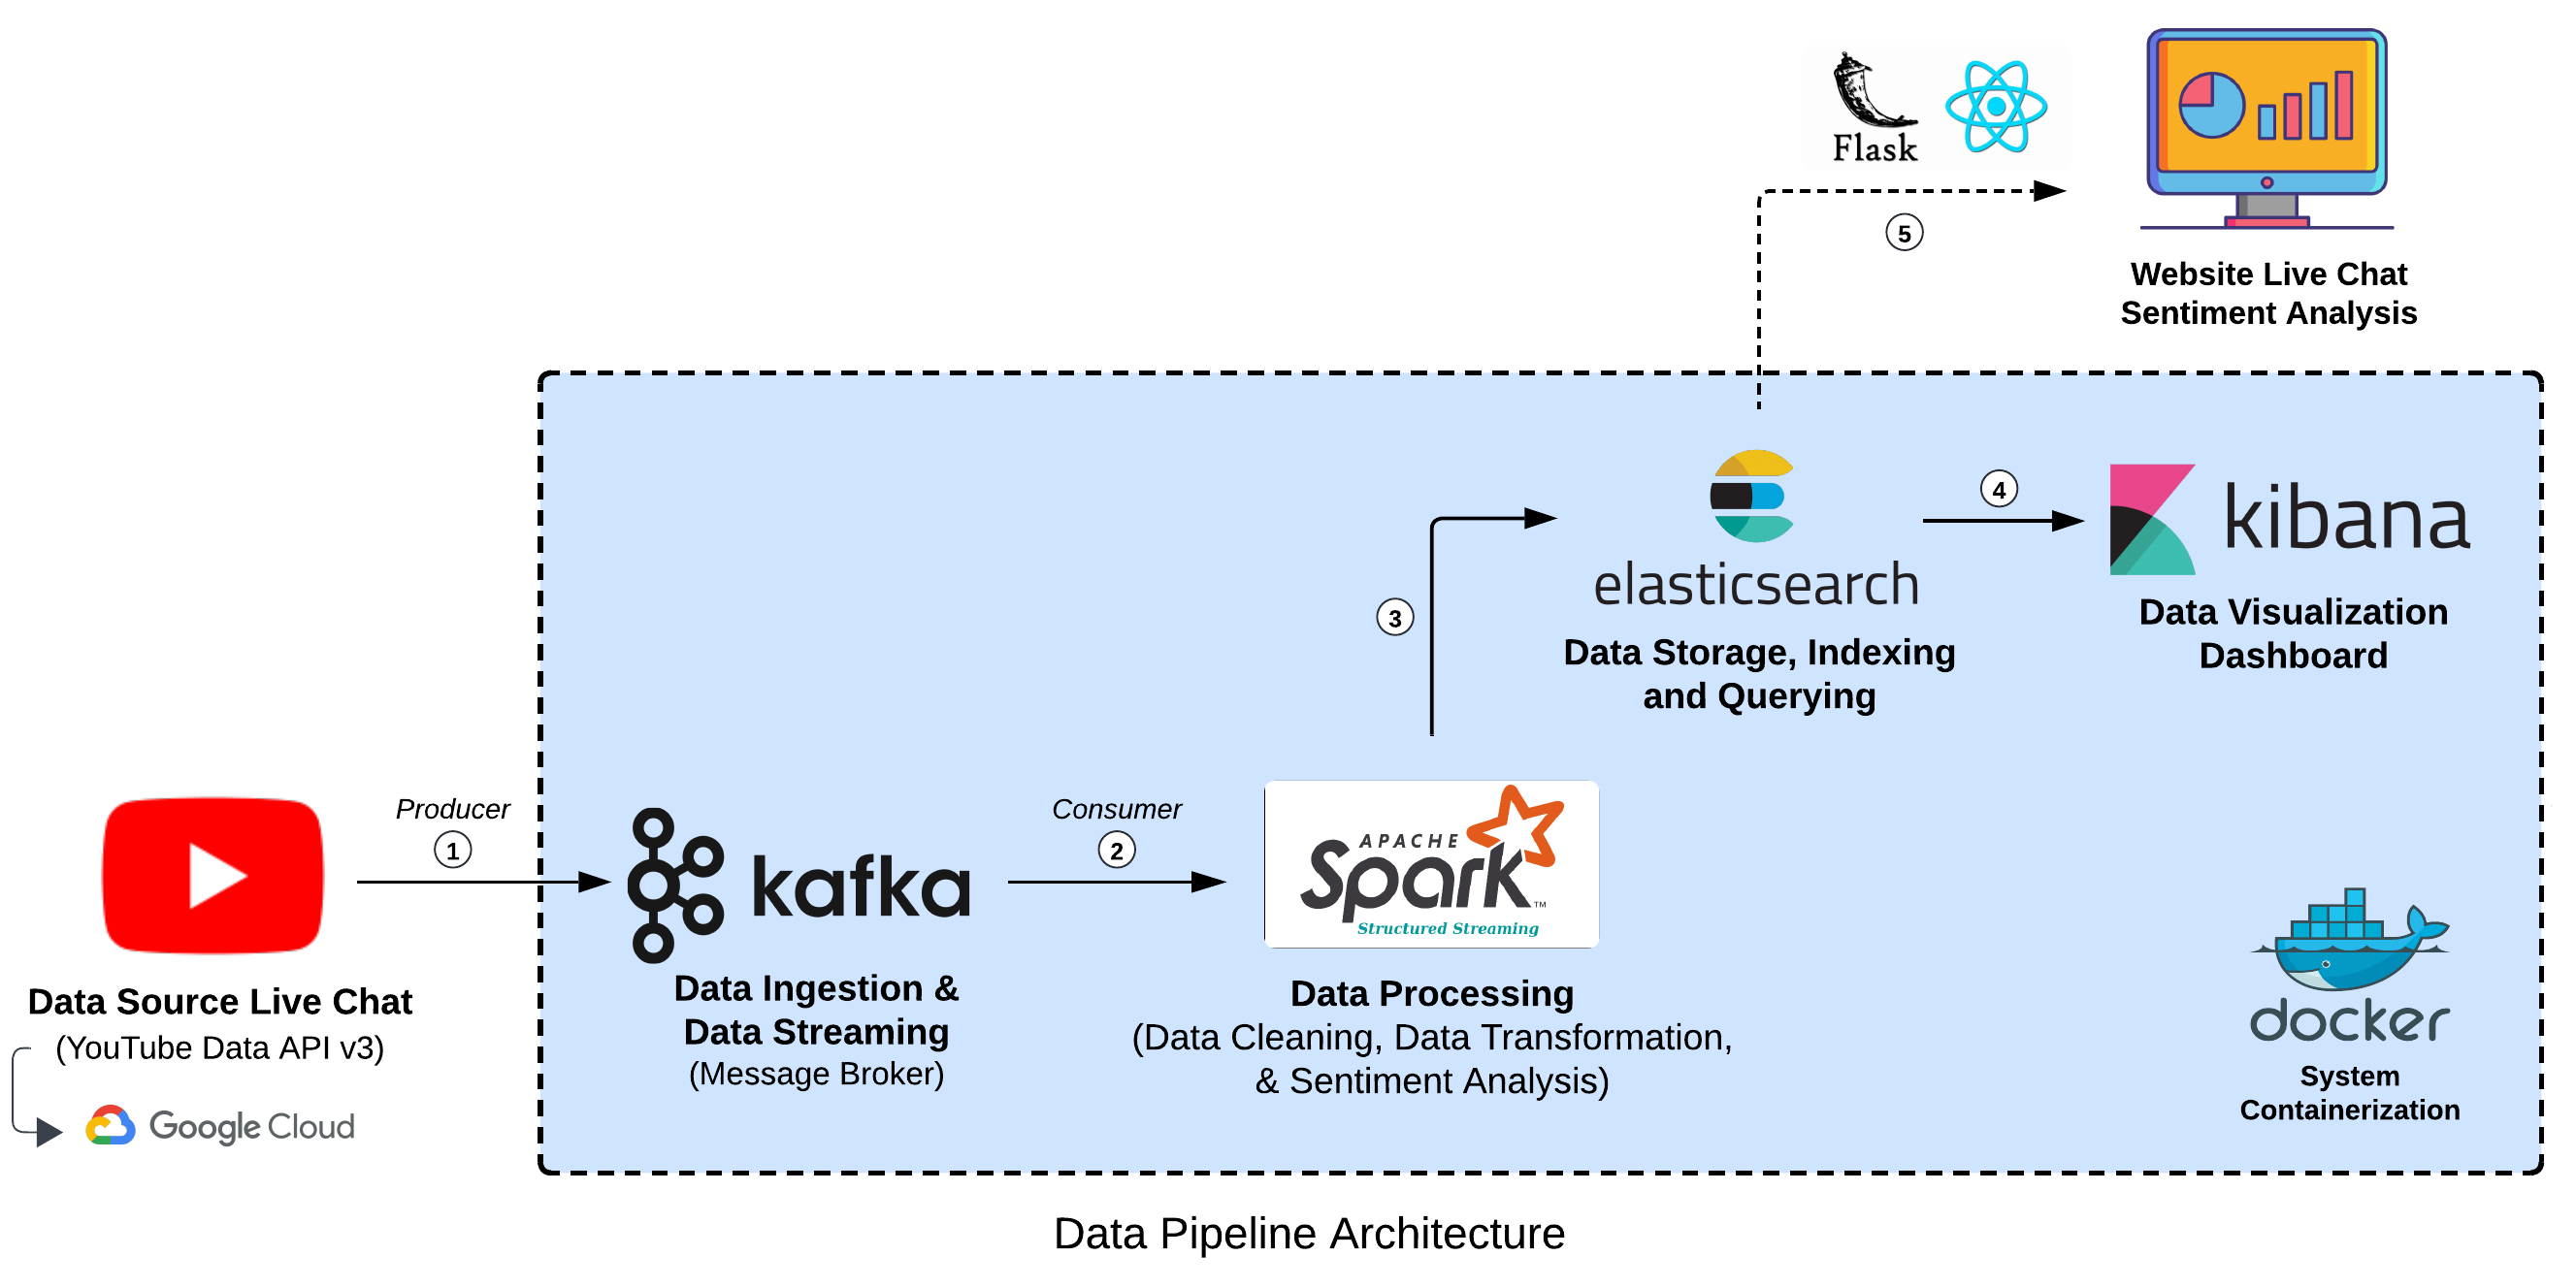 Flask
5
Website Live Chat
Sentiment Analysis
4
kibana
elasticsearch
Data Visualization
Dashboard
3
Data Storage, Indexing
and Querying
Producer
1
Consumer
2
kafka
APACHE
Spark™
Structured Streaming
Data Source Live Chat
(YouTube Data API v3)
Google Cloud
Data Ingestion &
Data Streaming
(Message Broker)
Data Processing
(Data Cleaning, Data Transformation,
& Sentiment Analysis)
docker
System
Containerization
Data Pipeline Architecture